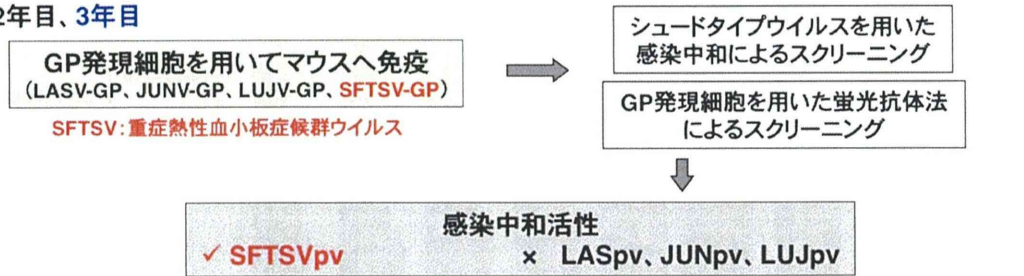 2年目、3年目
GP発現細胞を用いてマウスへ免疫
（LASV-GP、JUNV-GP、LUJV-GP、SFTSV-GP）
SFTSV：重症熱性血小板症候群ウイルス
シュードタイプウイルスを用いた
感染中和によるスクリーニング
GP発現細胞を用いた蛍光抗体法
によるスクリーニング
感染中和活性
✓ SFTSVpv × LASpv、JUNpv、LUJpv